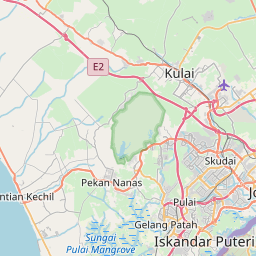 Kulai
E2
Skudai
Pekan Nanas
ntian Kechil
Pulai
Jo
Gelang Patah
Sungai
Pulai Mangrove
Iskandar Puteri